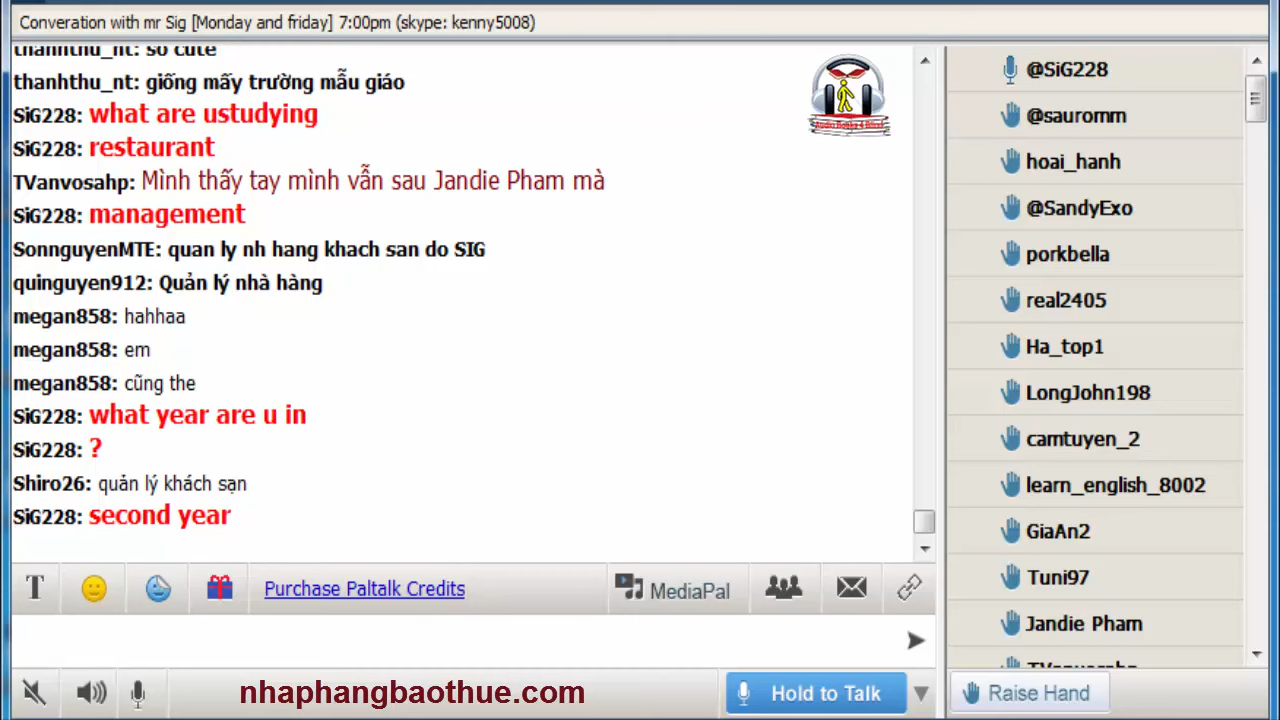 Converation with mr Sig [Monday and friday] 7:00pm (skype: kenny5008)
thanhthu_nt: so cute
thanhthu_nt: giống mấy trường mẫu giáo
SiG228: what are ustudying
SiG228: restaurant
TVanvosahp: Mình thấy tay mình vẫn sau Jandie Pham mà
SiG228: management
SonnguyenMTE: quan ly nh hang khach san do SIG
quinguyen912: Quản lý nhà hàng
megan858: hahhaa
megan858: em
megan858: cũng the
SiG228: what year are u in
SiG228: ?
Shiro26: quản lý khách sạn
SiG228: second year
T
Purchase Paltalk Credits
MediaPal
nhaphangbaothue.com
Hold to Talk
@SiG228
@sauromm
hoai_hanh
@SandyExo
porkbella
real2405
Ha_top1
LongJohn198
camtuyen_2
learn_english_8002
GiaAn2
Tuni97
Jandie Pham
TVanvosahp
Raise Hand